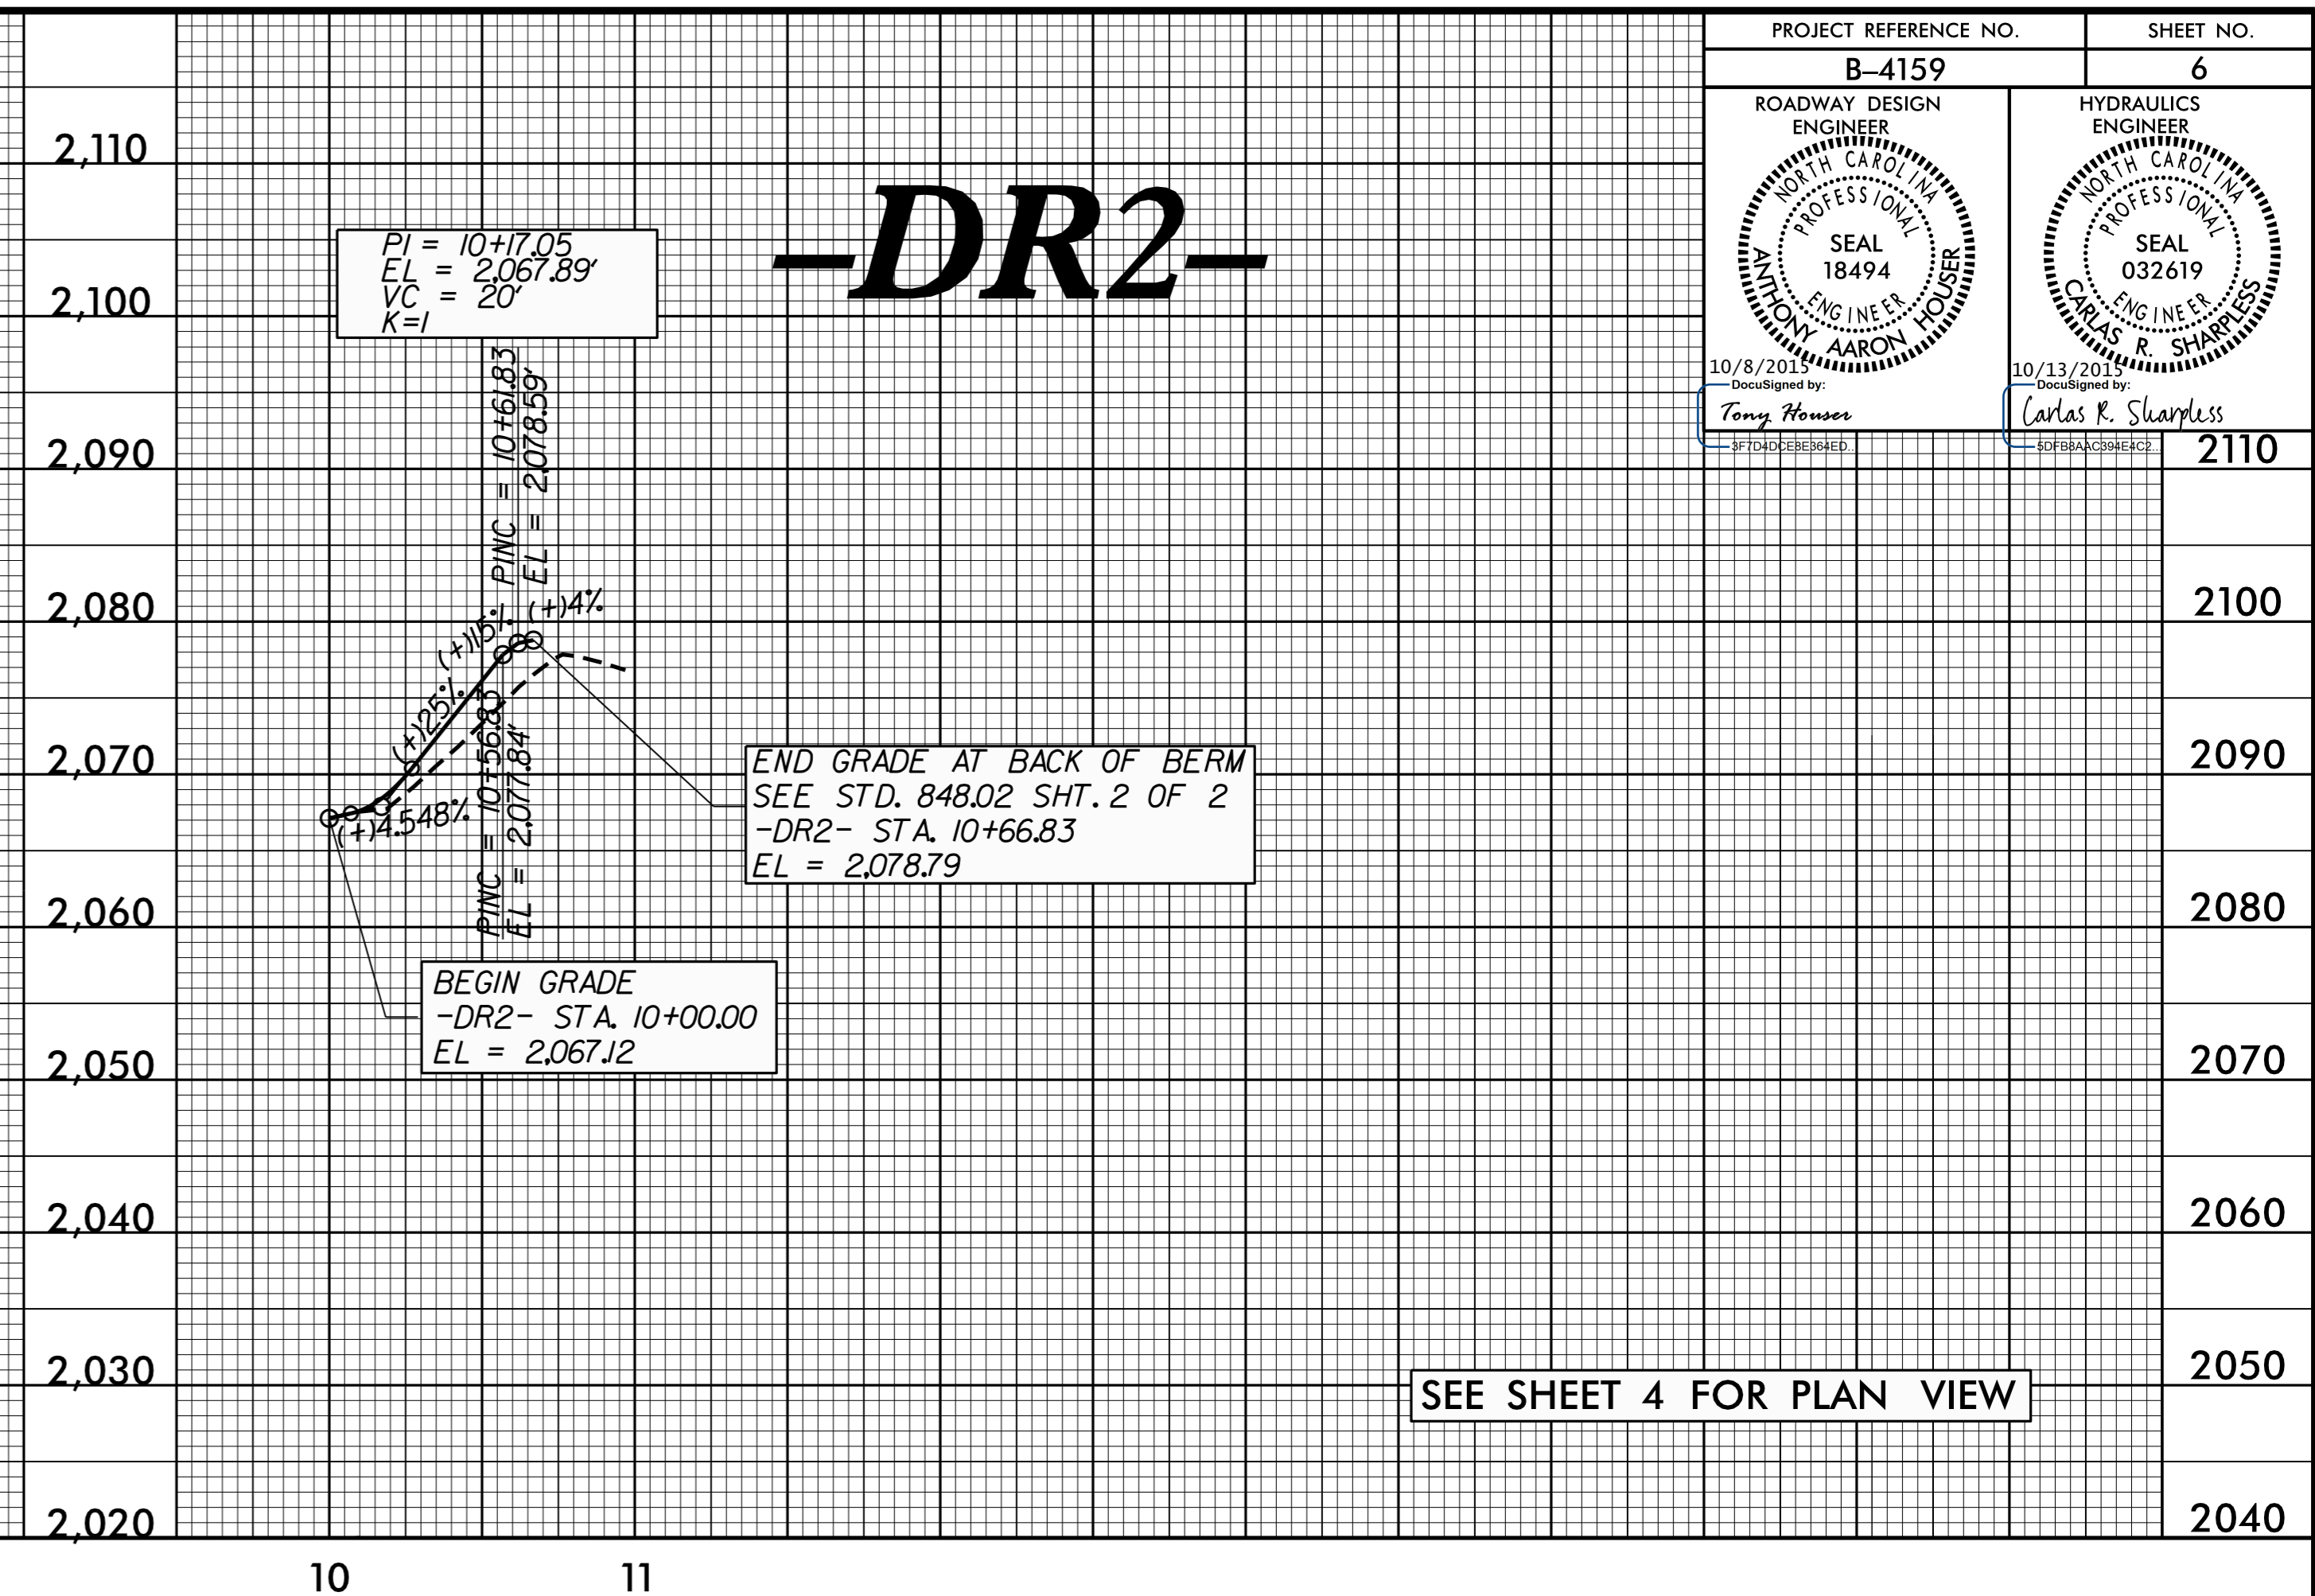 PROJECT REFERENCE NO.
SHEET NO.
B–4159
6
ROADWAY DESIGN
ENGINEER
HYDRAULICS
ENGINEER
NORTH CAROLINA
PROFESSIONAL
SEAL
18494
ENGINEER
ANTHONY AARON HOUSER
NORTH CAROLINA
PROFESSIONAL
SEAL
032619
ENGINEER
CARLAS R. SHARPLESS
10/8/2015
DocuSigned by:
Tony Houser
3F7D4DCE8E364ED...
10/13/2015
DocuSigned by:
Carlas R. Sharpless
5DFB8AAC394E4C2...
-DR2-
PI = 10+17.05
EL = 2,067.89'
VC = 20'
K=1
PINC = 10+61.83
EL = 2,078.59'
(+)4%
(+)15%
(+)25%
(+)4.548%
PINC = 10+56.83
EL = 2,077.84'
END GRADE AT BACK OF BERM
SEE STD. 848.02 SHT. 2 OF 2
-DR2- STA. 10+66.83
EL = 2,078.79
BEGIN GRADE
-DR2- STA. 10+00.00
EL = 2,067.12
SEE SHEET 4 FOR PLAN VIEW
2,110
2,100
2,090
2,080
2,070
2,060
2,050
2,040
2,030
2,020
2110
2100
2090
2080
2070
2060
2050
2040
10
11